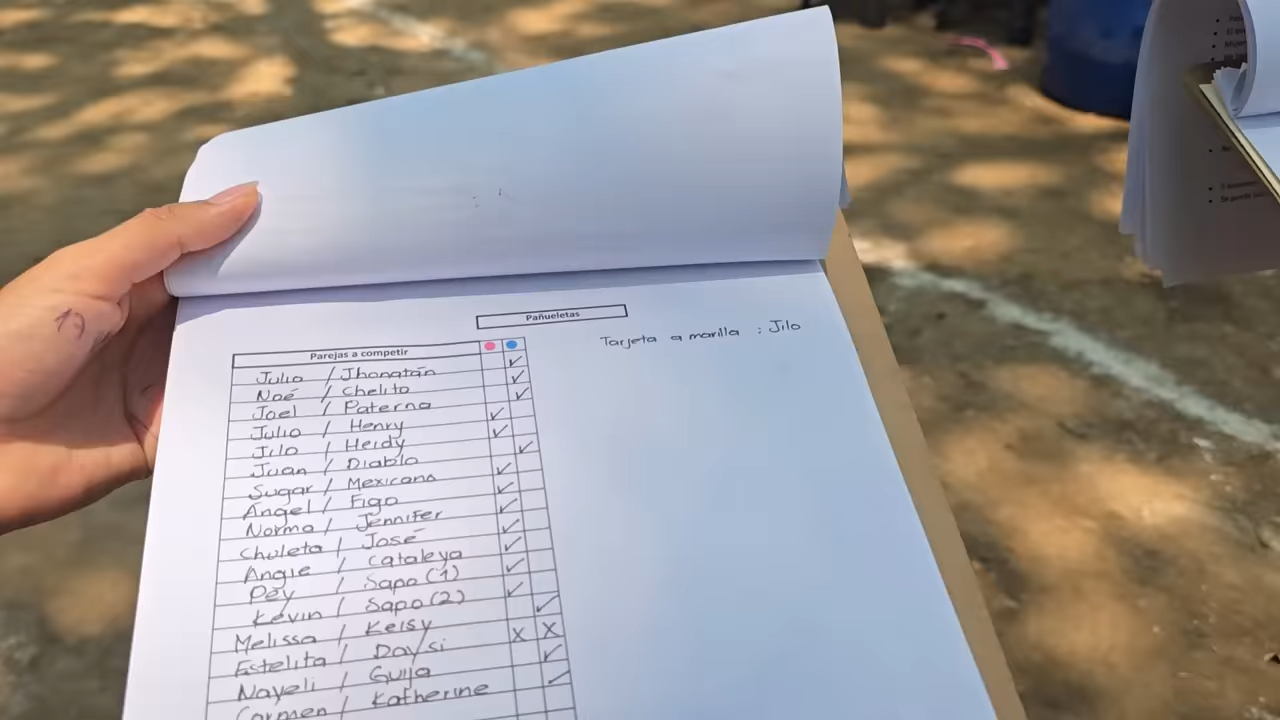 Pañueletas
Tarjeta amarilla : Jilo
Parejas a competir
Julio / Jhonatán ✓
Noé / Chelito ✓
Joel / Paterna ✓
Julio / Henry ✓
Jilo / Heidy ✓
Juan / Diablo ✓
Sugar / Mexicano ✓
Angel / Figo ✓
Norma / Jennifer ✓
Chuleta / José ✓
Angie / Cataleya ✓
Pey / Sapo (1) ✓
Kevin / Sapo (2) ✓
Melissa / Keisy ✓
Estelita / Daysi X X
Nayeli / Guija ✓
Carmen / Katherine ✓